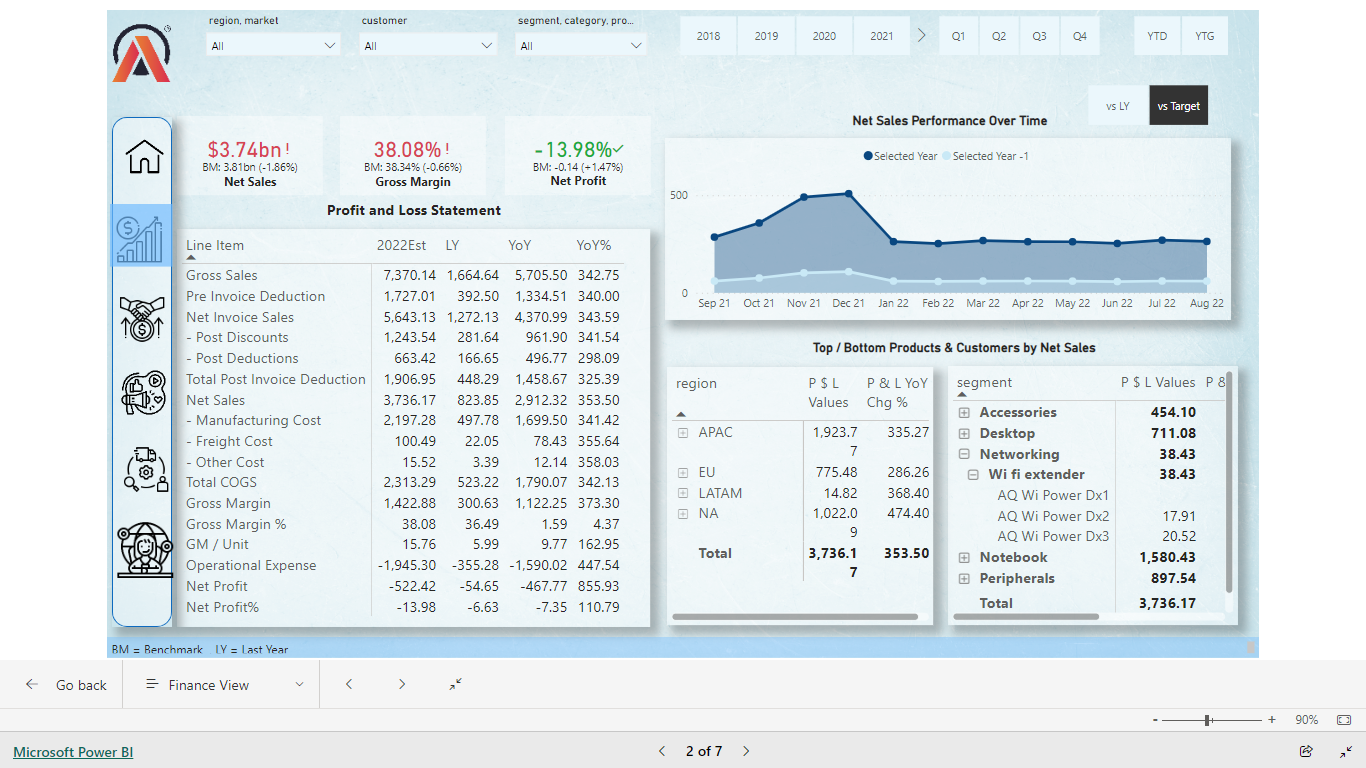 region, market customer segment, category, pro...
All All All
2018 2019 2020 2021 Q1 Q2 Q3 Q4 YTD YTG
vs LY vs Target
$3.74bn! 38.08%! -13.98%
BM: 3.81bn (-1.86%) BM: 38.34% (-0.66%) BM: -0.14 (+1.47%)
Net Sales Gross Margin Net Profit
Profit and Loss Statement
Line Item 2022Est LY YoY YoY%
Gross Sales 7,370.14 1,664.64 5,705.50 342.75
Pre Invoice Deduction 1,727.01 392.50 1,334.51 340.00
Net Invoice Sales 5,643.13 1,272.13 4,370.99 343.59
- Post Discounts 1,243.54 281.64 961.90 341.54
- Post Deductions 663.42 166.65 496.77 298.09
Total Post Invoice Deduction 1,906.95 448.29 1,458.67 325.39
Net Sales 3,736.17 823.85 2,912.32 353.50
- Manufacturing Cost 2,197.28 497.78 1,699.50 341.42
- Freight Cost 100.49 22.05 78.43 355.64
- Other Cost 15.52 3.39 12.14 358.03
Total COGS 2,313.29 523.22 1,790.07 342.13
Gross Margin 1,422.88 300.63 1,122.25 373.30
Gross Margin % 38.08 36.49 1.59 4.37
GM / Unit 15.76 5.99 9.77 162.95
Operational Expense -1,945.30 -355.28 -1,590.02 447.54
Net Profit -522.42 -54.65 -467.77 855.93
Net Profit% -13.98 -6.63 -7.35 110.79
Net Sales Performance Over Time
Selected Year Selected Year -1
500
0
Sep 21 Oct 21 Nov 21 Dec 21 Jan 22 Feb 22 Mar 22 Apr 22 May 22 Jun 22 Jul 22 Aug 22
Top / Bottom Products & Customers by Net Sales
region P $ L P & L YoY
Values Chg %
APAC 1,923.7 335.27
7
EU 775.48 286.26
LATAM 14.82 368.40
NA 1,022.0 474.40
9
Total 3,736.1 353.50
7
segment P $ L Values P &
Accessories 454.10
Desktop 711.08
Networking 38.43
Wi fi extender 38.43
AQ Wi Power Dx1
AQ Wi Power Dx2 17.91
AQ Wi Power Dx3 20.52
Notebook 1,580.43
Peripherals 897.54
Total 3,736.17
BM = Benchmark LY = Last Year
Go back Finance View
- + 90%
Microsoft Power BI 2 of 7